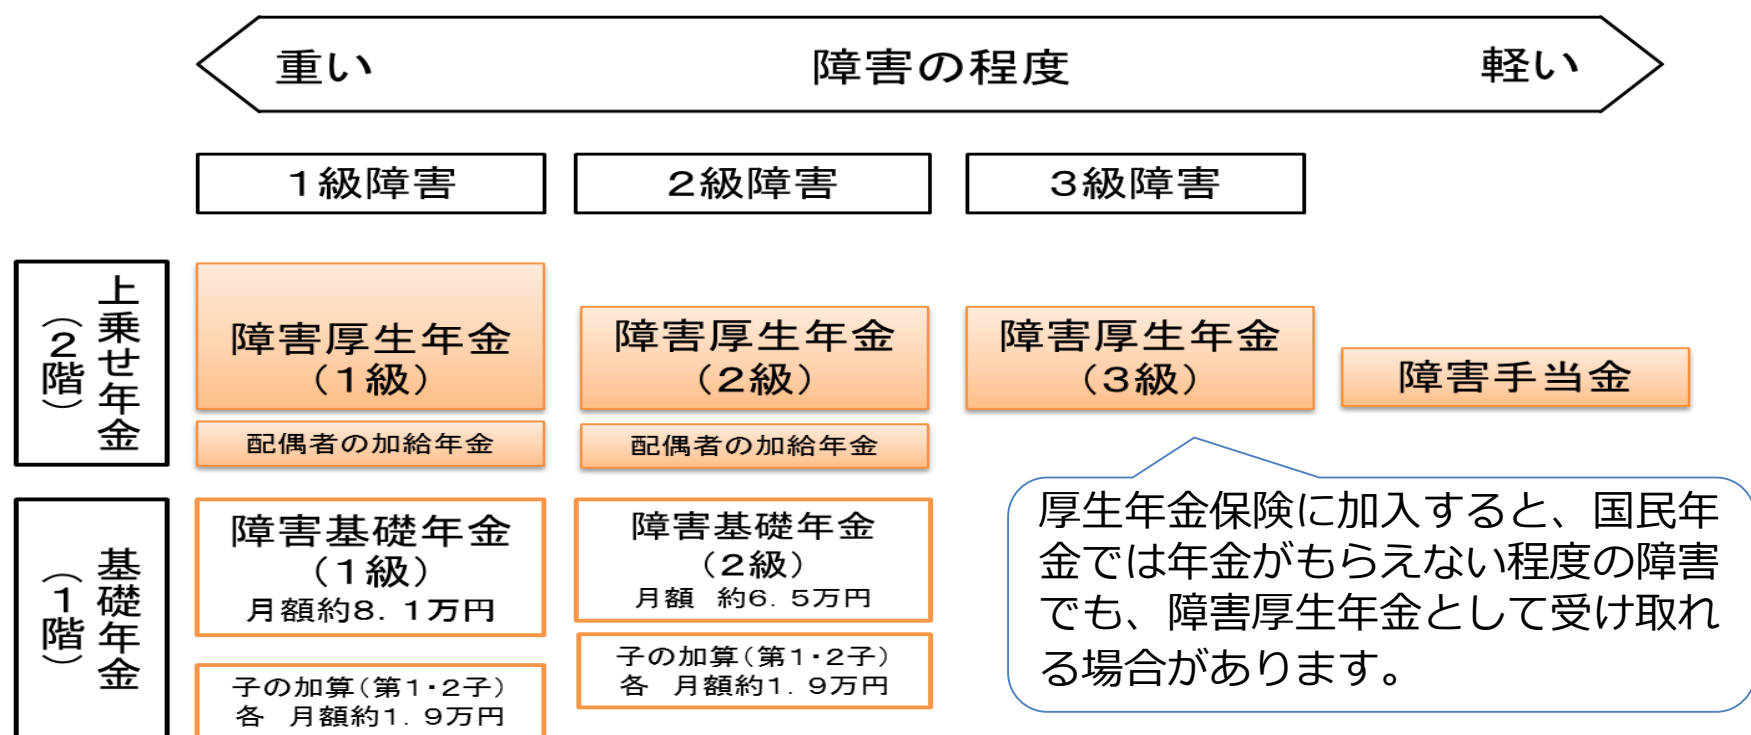 重い 障害の程度 軽い
1級障害 2級障害 3級障害
上乗せ年金
(2階)
障害厚生年金
(1級)
障害厚生年金
(2級)
障害厚生年金
(3級)
障害手当金
配偶者の加給年金
配偶者の加給年金
基礎年金
(1階)
障害基礎年金
(1級)
月額約8.1万円
子の加算(第1・2子)
各 月額約1.9万円
障害基礎年金
(2級)
月額 約6.5万円
子の加算(第1・2子)
各 月額約1.9万円
厚生年金保険に加入すると、国民年
金では年金がもらえない程度の障害
でも、障害厚生年金として受け取れ
る場合があります。